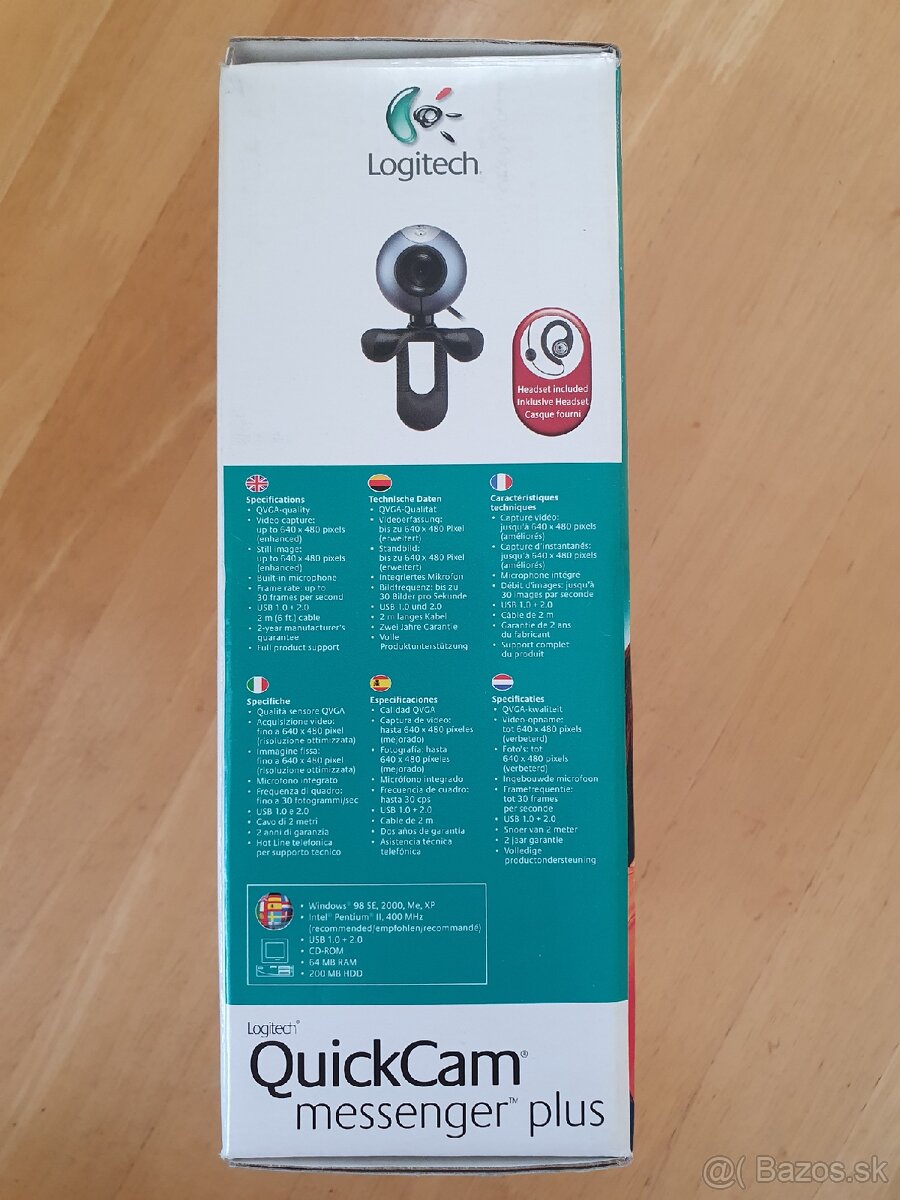 Logitech
Headset included
Inklusive Headset
Casque fourni
Specifications
• QVGA-quality
• Video capture:
up to 640 x 480 pixels
(enhanced)
• Still image:
up to 640 x 480 pixels
(enhanced)
• Built-in microphone
• Frame rate: up to
30 frames per second
• USB 1.0 + 2.0
2 m (6 ft.) cable
• 2-year manufacturer's
guarantee
• Full product support
Technische Daten
• QVGA-Qualität
• Videoerfassung:
bis zu 640 x 480 Pixel
(erweitert)
• Standbild:
bis zu 640 x 480 Pixel
(erweitert)
• Integriertes Mikrofon
• Bildfrequenz: bis zu
30 Bilder pro Sekunde
• USB 1.0 und 2.0
• 2 m langes Kabel
• Zwei Jahre Garantie
• Volle
Produktunterstützung
Caractéristiques
techniques
• Capture vidéo:
jusqu'à 640 x 480 pixels
(améliorés)
• Capture d'instantanés:
jusqu'à 640 x 480 pixels
(améliorés)
• Microphone intégré
• Débit d'images: jusqu'à
30 images par seconde
• USB 1.0 + 2.0
• Câble de 2 m
• Garantie de 2 ans
du fabricant
• Support complet
du produit
Specifiche
• Qualità sensore QVGA
• Acquisizione video:
fino a 640 x 480 pixel
(risoluzione ottimizzata)
• Immagine fissa:
fino a 640 x 480 pixel
(risoluzione ottimizzata)
• Microfono integrato
• Frequenza di quadro:
fino a 30 fotogrammi/sec
• USB 1.0 e 2.0
• Cavo di 2 metri
• 2 anni di garanzia
• Hot Line telefonica
per supporto tecnico
Especificaciones
• Calidad QVGA
• Captura de vídeo:
hasta 640 x 480 píxeles
(mejorado)
• Fotografía: hasta
640 x 480 píxeles
(mejorado)
• Micrófono integrado
• Frecuencia de cuadro:
hasta 30 cps
• USB 1.0 + 2.0
• Cable de 2 m
• Dos años de garantía
• Asistencia técnica
telefónica
Specificaties
• QVGA-kwaliteit
• Video-opname:
tot 640 x 480 pixels
(verbeterd)
• Foto's: tot
640 x 480 pixels
(verbeterd)
• Ingebouwde microfoon
• Framefrequentie:
tot 30 frames
per seconde
• USB 1.0 + 2.0
• Snoer van 2 meter
• 2 jaar garantie
• Volledige
productondersteuning
• Windows® 98 SE, 2000, Me, XP
• Intel® Pentium® II, 400 MHz
(recommended/empfohlen/recommandé)
• USB 1.0 + 2.0
• CD-ROM
• 64 MB RAM
• 200 MB HDD
Logitech®
QuickCam®
messenger™ plus
@( Bazos.sk